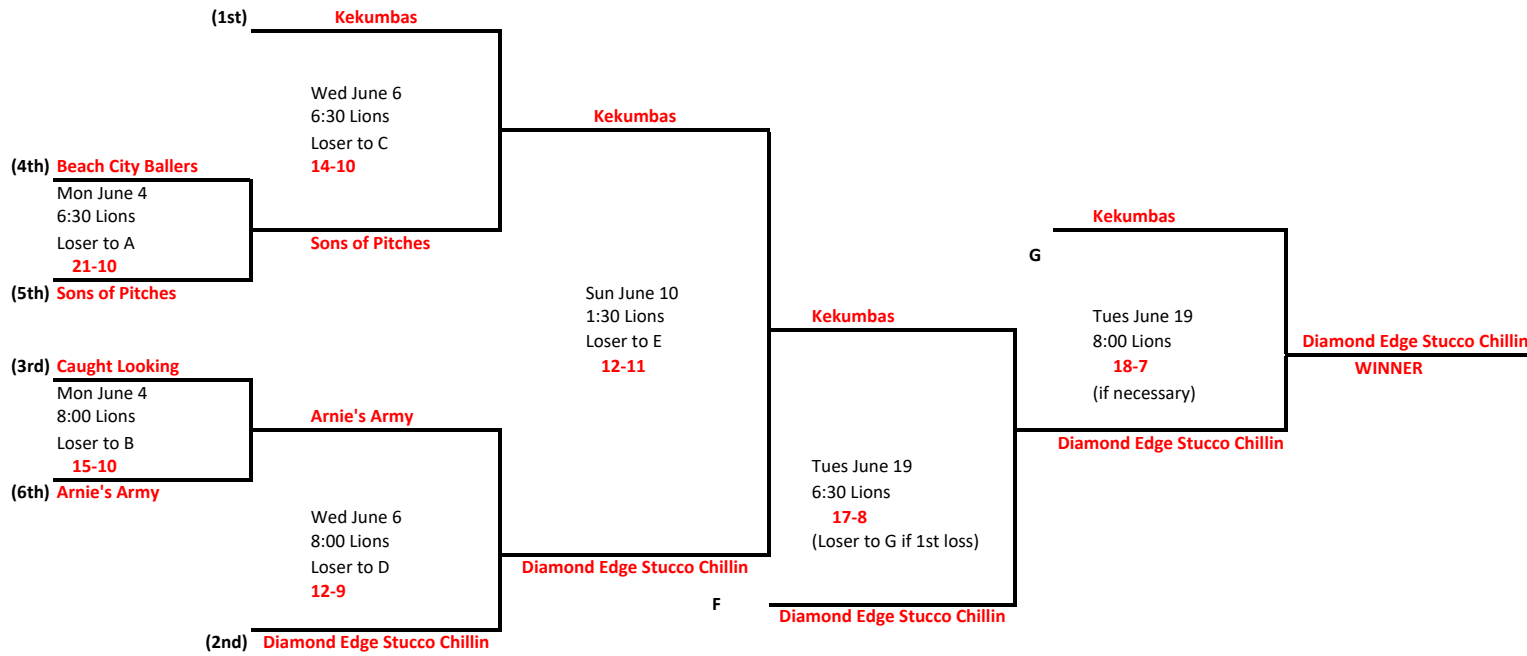 (1st) Kekumbas
Wed June 6
6:30 Lions
Loser to C
14-10
Kekumbas
(4th) Beach City Ballers
Mon June 4
6:30 Lions
Loser to A
21-10
(5th) Sons of Pitches
Sons of Pitches
Kekumbas
G
Sun June 10
1:30 Lions
Loser to E
12-11
Kekumbas
Tues June 19
8:00 Lions
18-7
(if necessary)
Diamond Edge Stucco Chillin
WINNER
(3rd) Caught Looking
Mon June 4
8:00 Lions
Loser to B
15-10
(6th) Arnie's Army
Arnie's Army
Diamond Edge Stucco Chillin
Tues June 19
6:30 Lions
17-8
(Loser to G if 1st loss)
Wed June 6
8:00 Lions
Loser to D
12-9
Diamond Edge Stucco Chillin
F
Diamond Edge Stucco Chillin
(2nd) Diamond Edge Stucco Chillin